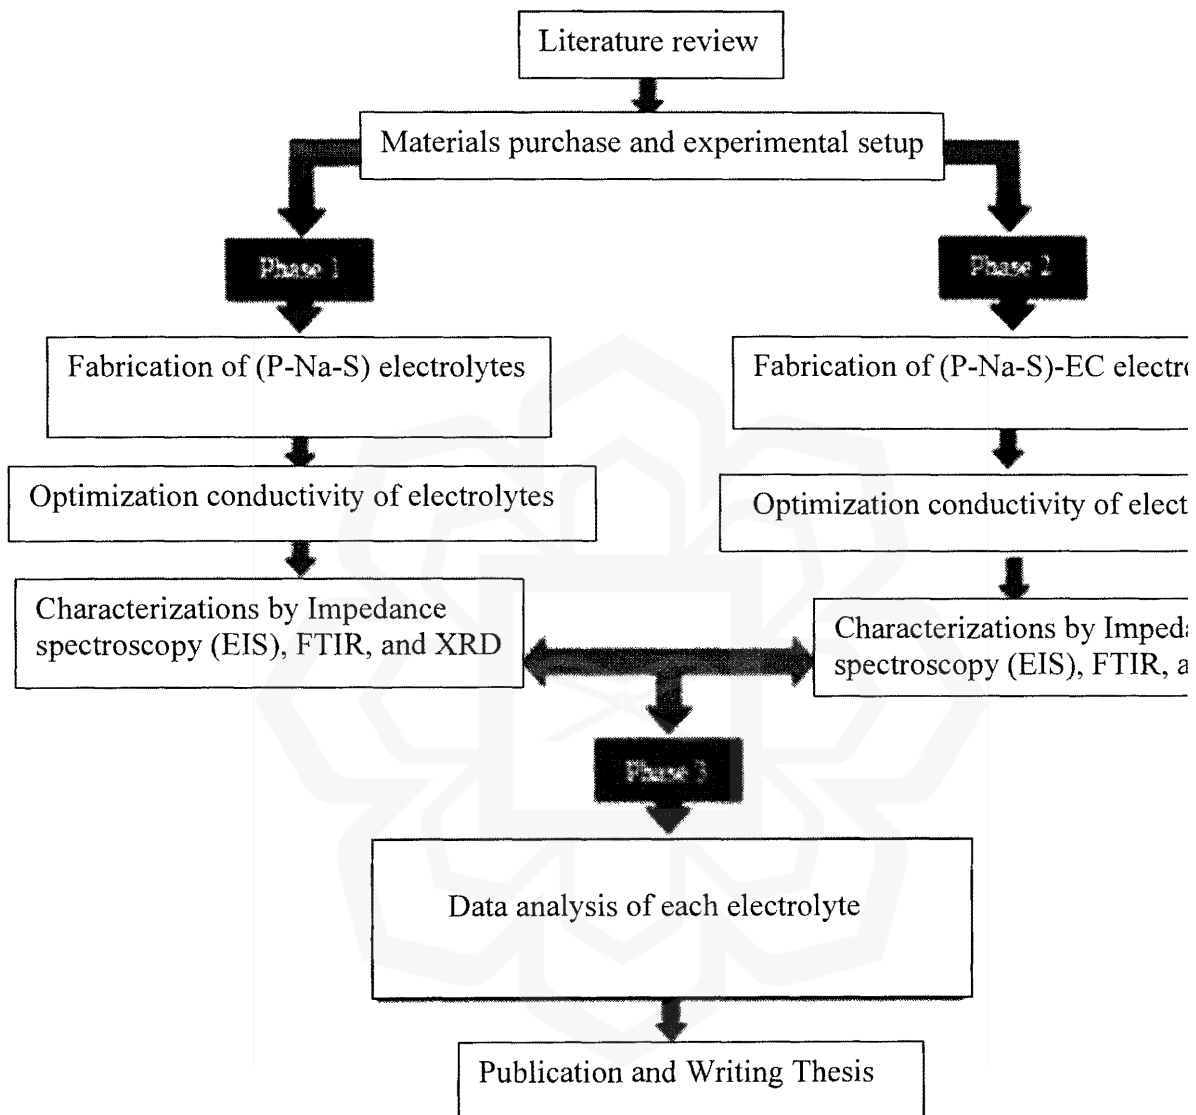 Literature review
Materials purchase and experimental setup
Phase 1
Phase 2
Fabrication of (P-Na-S) electrolytes
Fabrication of (P-Na-S)-EC electro
Optimization conductivity of electrolytes
Optimization conductivity of elect
Characterizations by Impedance
spectroscopy (EIS), FTIR, and XRD
Characterizations by Impeda
spectroscopy (EIS), FTIR, a
Phase 3
Data analysis of each electrolyte
Publication and Writing Thesis